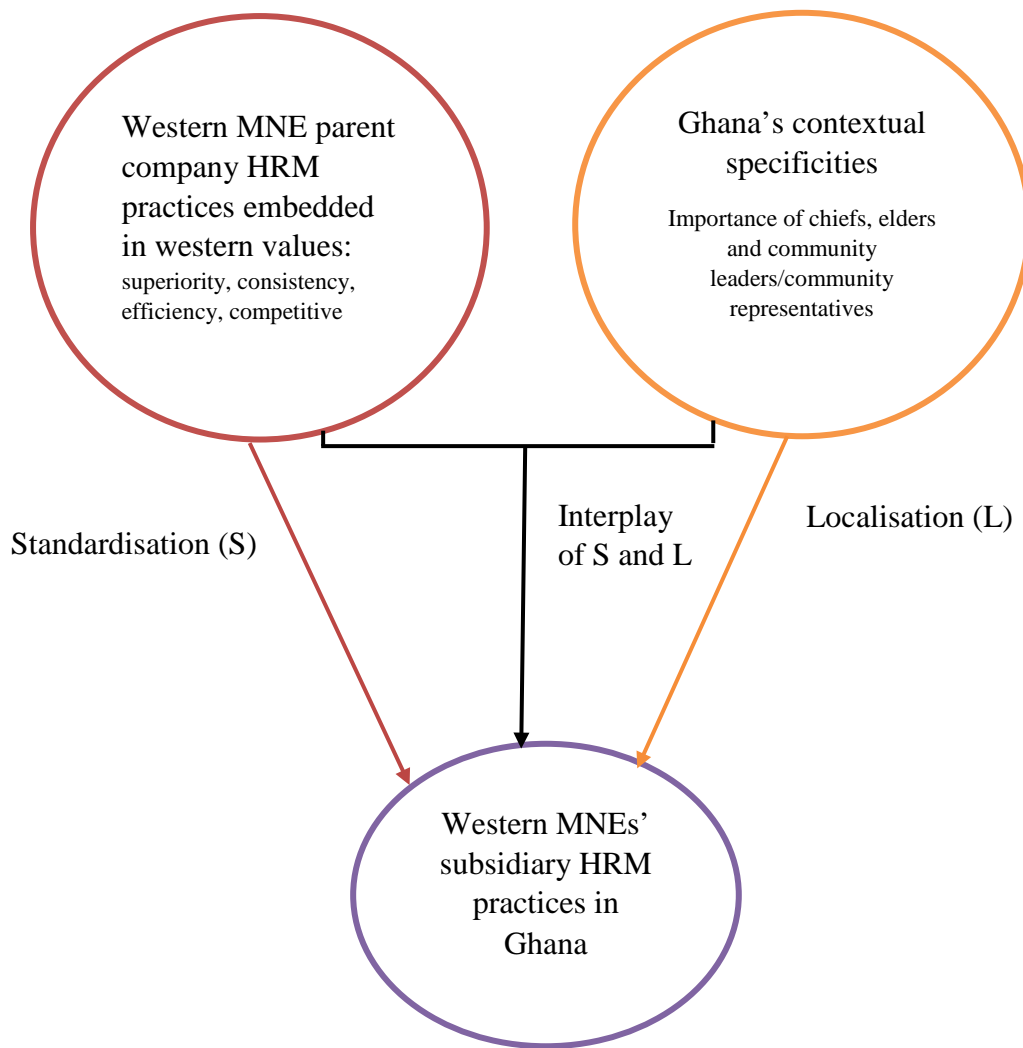 Western MNE parent
company HRM
practices embedded
in western values:
superiority, consistency,
efficiency, competitive
Ghana’s contextual
specificities
Importance of chiefs, elders
and community
leaders/community
representatives
Standardisation (S)
Interplay
of S and L
Localisation (L)
Western MNEs’
subsidiary HRM
practices in
Ghana